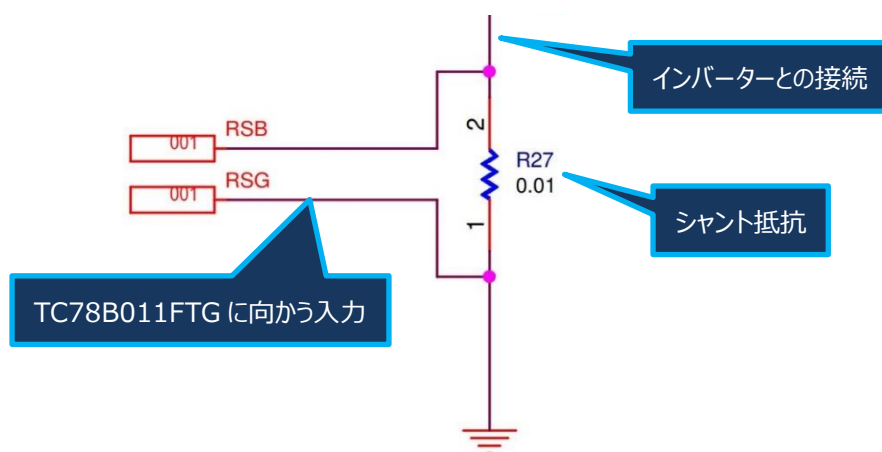 インバーターとの接続
001
RSB
2
R27
0.01
001
RSG
1
シャント抵抗
TC78B011FTG に向かう入力